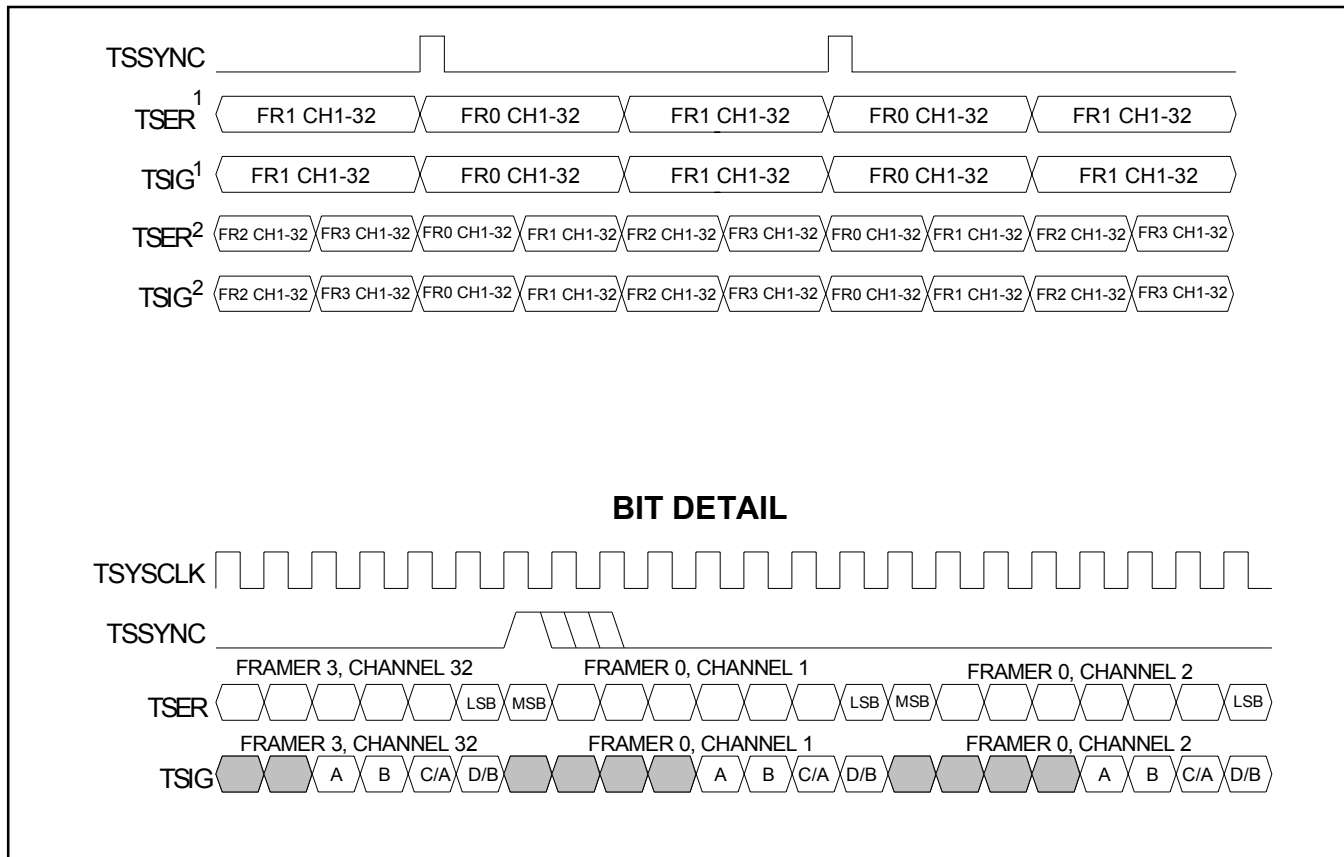 TSSYNC
TSER1 FR1 CH1-32 FR0 CH1-32 FR1 CH1-32 FR0 CH1-32 FR1 CH1-32
TSIG1 FR1 CH1-32 FR0 CH1-32 FR1 CH1-32 FR0 CH1-32 FR1 CH1-32
TSER2 FR2 CH1-32 FR3 CH1-32 FR0 CH1-32 FR1 CH1-32 FR2 CH1-32 FR3 CH1-32 FR0 CH1-32 FR1 CH1-32 FR2 CH1-32 FR3 CH1-32
TSIG2 FR2 CH1-32 FR3 CH1-32 FR0 CH1-32 FR1 CH1-32 FR2 CH1-32 FR3 CH1-32 FR0 CH1-32 FR1 CH1-32 FR2 CH1-32 FR3 CH1-32
BIT DETAIL
TSYSCLK
TSSYNC
FRAMER 3, CHANNEL 32 FRAMER 0, CHANNEL 1 FRAMER 0, CHANNEL 2
TSER LSB MSB LSB MSB LSB
FRAMER 3, CHANNEL 32 FRAMER 0, CHANNEL 1 FRAMER 0, CHANNEL 2
TSIG A B C/A D/B A B C/A D/B A B C/A D/B